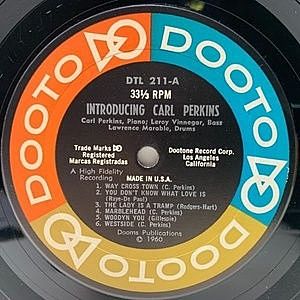 DOOTO DOOTO
DOOTO DOOTO
DTL 211-A
33⅓ RPM
INTRODUCING CARL PERKINS
Carl Perkins, Piano; Leroy Vinnegar, Bass
Lawrence Marable, Drums
Trade Marks DO
Registered
Marcas Registradas
Dootone Record Corp.
Los Angeles
California
A High Fidelity
Recording
MADE IN U.S.A.
1. WAY CROSS TOWN (C. Perkins)
2. YOU DON'T KNOW WHAT LOVE IS
(Raye-De Paul)
3. THE LADY IS A TRAMP (Rodgers-Hart)
4. MARBLEHEAD (C. Perkins)
5. WOODYN YOU (Gillespie)
6. WESTSIDE (C. Perkins)
Dooms Publications
© 1960